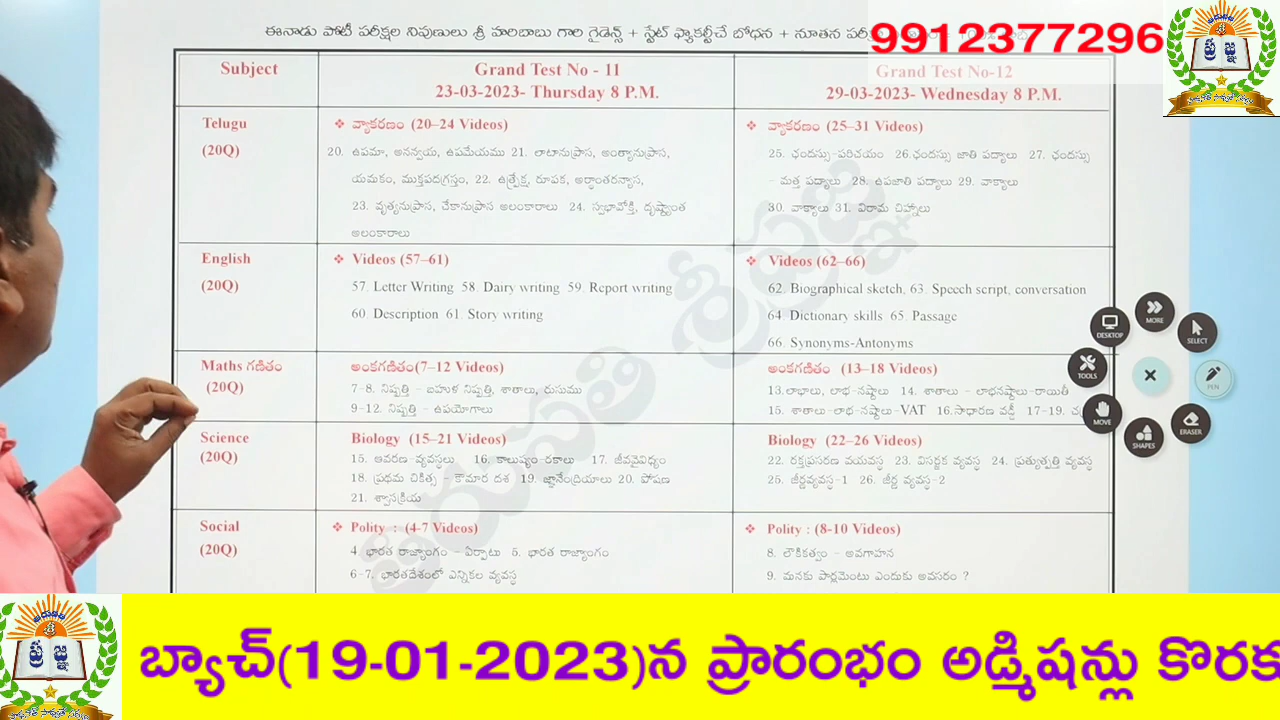 ఈనాడు పోటీ పరీక్షల నిపుణులు శ్రీ హరిబాబు గారి గైడెన్స్ + స్టేట్ ఫ్యాకల్టీచే బోధన + నూతన
9912377296
Subject
Grand Test No - 11
23-03-2023- Thursday 8 P.M.
Grand Test No-12
29-03-2023- Wednesday 8 P.M.
Telugu
(20Q)
❖ వ్యాకరణం (20–24 Videos)
20. ఉపమా, అనన్వయ, ఉపమేయము 21. లాటానుప్రాస, అంత్యానుప్రాస,
యమకం, ముక్తపదగ్రస్తం, 22. ఉత్ప్రేక్ష, రూపక, అర్థాంతరన్యాస,
23. వృత్యనుప్రాస, చేకానుప్రాస అలంకారాలు 24. స్వభావోక్తి, దృష్ట్యాంత
అలంకారాలు
❖ వ్యాకరణం (25–31 Videos)
25. ఛందస్సు-పరిచయం 26.ఛందస్సు జాతి పద్యాలు 27. ఛందస్సు
– మత్త పద్యాలు 28. ఉపజాతి పద్యాలు 29. వాక్యాలు
30. వాక్యాలు 31. విరామ చిహ్నాలు
English
(20Q)
❖ Videos (57–61)
57. Letter Writing 58. Dairy writing 59. Report writing
60. Description 61. Story writing
❖ Videos (62–66)
62. Biographical sketch, 63. Speech script, conversation
64. Dictionary skills 65. Passage
66. Synonyms-Antonyms
Maths గణితం
(20Q)
అంకగణితం(7–12 Videos)
7–8. నిష్పత్తి – బహుళ నిష్పత్తి, శాతాలు, రుసుము
9–12. నిష్పత్తి – ఉపయోగాలు
అంకగణితం (13–18 Videos)
13.లాభాలు, లాభ-నష్టాలు 14. శాతాలు – లాభనష్టాలు-రాయితీ
15. శాతాలు-లాభ-నష్టాలు-VAT 16.సాధారణ వడ్డీ 17-19.
Science
(20Q)
Biology (15–21 Videos)
15. ఆవరణ-వ్యవస్థలు. 16. కాలుష్యం-రకాలు 17. జీవవైవిధ్యం
18. ప్రథమ చికిత్స – కౌమార దశ 19. జ్ఞానేంద్రియాలు 20. పోషణ
21. శ్వాసక్రియ
Biology (22–26 Videos)
22. రక్తప్రసరణ వయవస్థ 23. విసర్జక వ్యవస్థ 24. ప్రత్యుత్పత్తి వ్యవస్థ
25. జీర్ణవ్యవస్థ-1 26. జీర్ణ వ్యవస్థ-2
Social
(20Q)
❖ Polity : (4-7 Videos)
4. భారత రాజ్యాంగం – ఏర్పాటు 5. భారత రాజ్యాంగం
6–7. భారతదేశంలో ఎన్నికల వ్యవస్థ
❖ Polity : (8-10 Videos)
8. లౌకికత్వం – అవగాహన
9. మనకు పార్లమెంటు ఎందుకు అవసరం ?
MORE
DESKTOP
SELECT
TOOLS
PEN
MOVE
ERASER
SHAPES
బ్యాచ్(19-01-2023)న ప్రారంభం అడ్మిషన్లు కొరకు